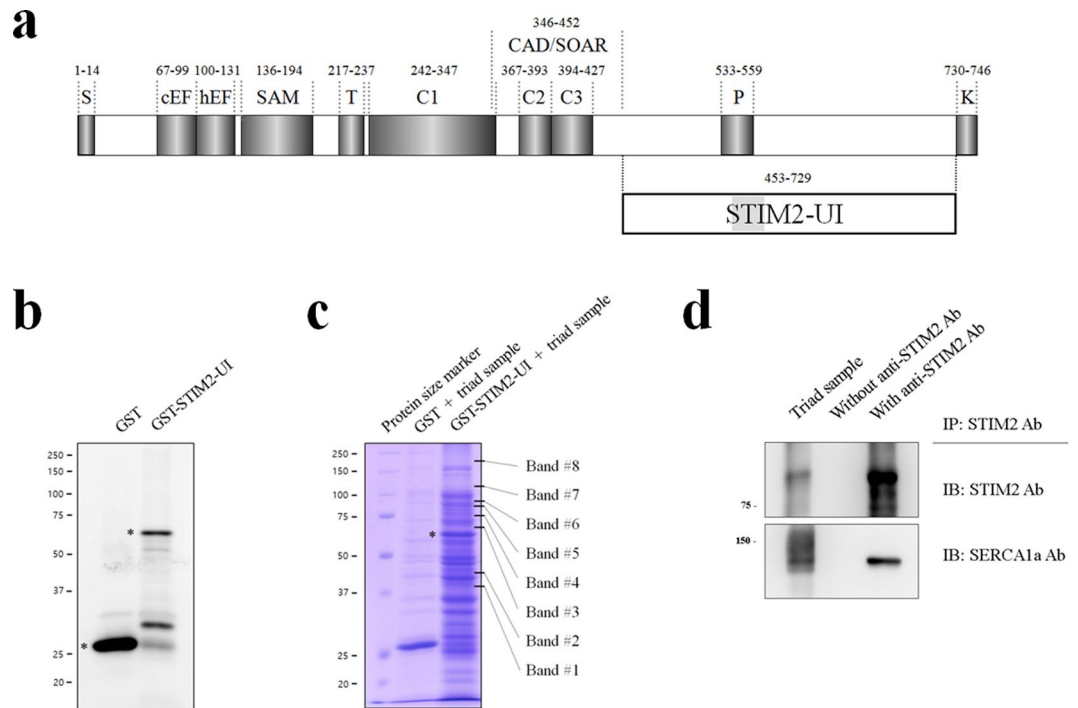 a
346-452
CAD/SOAR
1-14 67-99 100-131 136-194 217-237 242-347 367-393 394-427 533-559 730-746
S cEF hEF SAM T C1 C2 C3 P K
453-729
STIM2-UI
b
GST
GST-STIM2-UI
250
150
100
75
*
50
37
*
25
20
c
Protein size marker
GST + triad sample
GST-STIM2-UI + triad sample
250
150
100
75
*
50
37
25
20
Band #8
Band #7
Band #6
Band #5
Band #4
Band #3
Band #2
Band #1
d
Triad sample
Without anti-STIM2 Ab
With anti-STIM2 Ab
IP: STIM2 Ab
75
IB: STIM2 Ab
150
IB: SERCA1a Ab